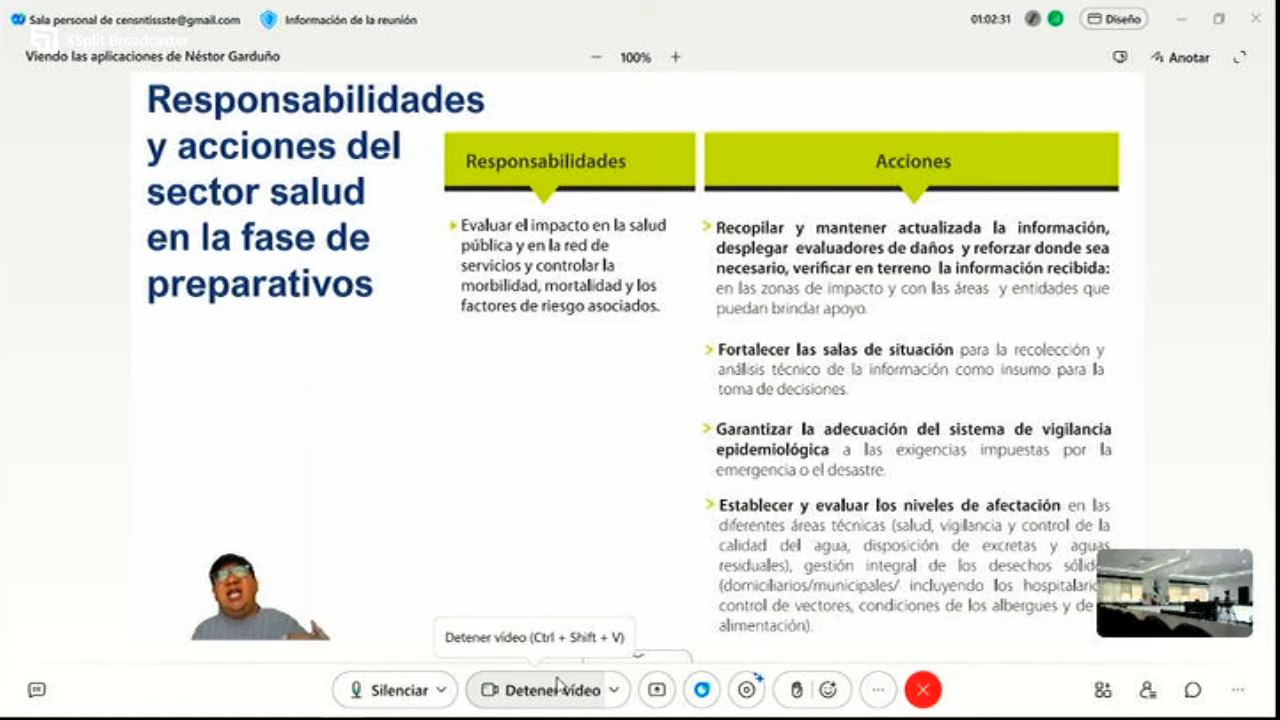 Sala personal de censntissste@gmail.com
Información de la reunión
01:02:31
Diseño
XSplit Broadcaster
Viendo las aplicaciones de Néstor Garduño
100%
Anotar
Responsabilidades
y acciones del
sector salud
en la fase de
preparativos
Responsabilidades
Evaluar el impacto en la salud
pública y en la red de
servicios y controlar la
morbilidad, mortalidad y los
factores de riesgo asociados.
Acciones
Recopilar y mantener actualizada la información,
desplegar evaluadores de daños y reforzar donde sea
necesario, verificar en terreno la información recibida:
en las zonas de impacto y con las áreas y entidades que
puedan brindar apoyo.
Fortalecer las salas de situación para la recolección y
análisis técnico de la información como insumo para la
toma de decisiones.
Garantizar la adecuación del sistema de vigilancia
epidemiológica a las exigencias impuestas por la
emergencia o el desastre.
Establecer y evaluar los niveles de afectación en las
diferentes áreas técnicas (salud, vigilancia y control de la
calidad del agua, disposición de excretas y aguas
residuales), gestión integral de los desechos sólid
(domiciliarios/municipales/ incluyendo los hospitalario
control de vectores, condiciones de los albergues y de
alimentación).
Detener vídeo (Ctrl + Shift + V)
Silenciar
Detener vídeo